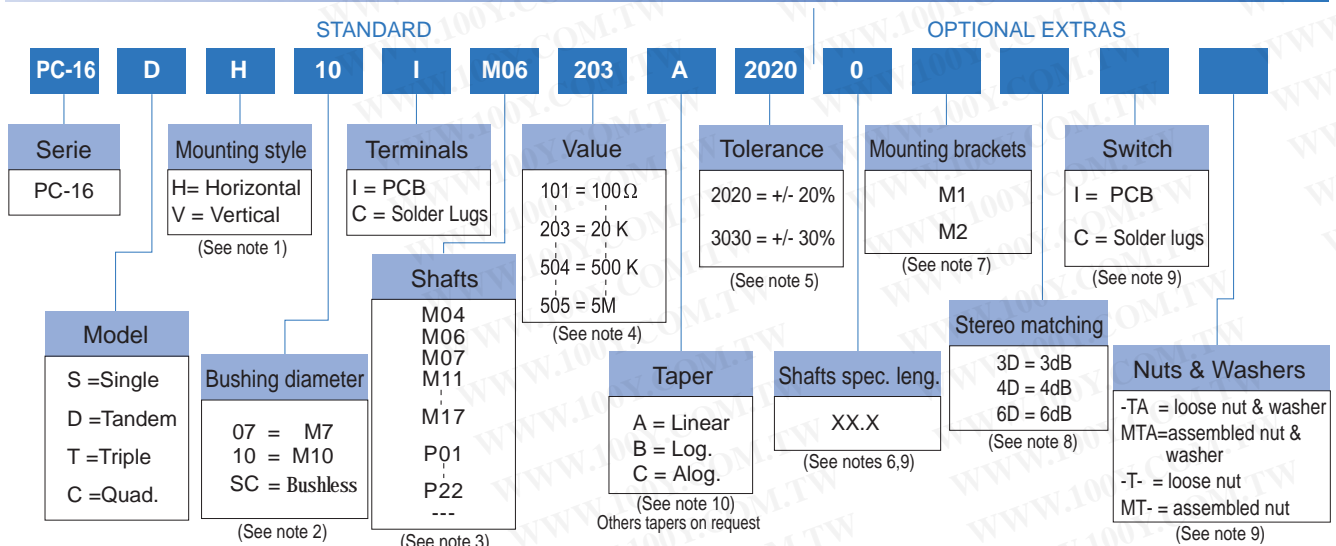 STANDARD
OPTIONAL EXTRAS
PC-16 D H 10 I M06 203 A 2020 0
Serie
PC-16
Mounting style
H= Horizontal
V = Vertical
(See note 1)
Terminals
I = PCB
C = Solder Lugs
Value
101 = 100Ω
203 = 20 K
504 = 500 K
505 = 5M
(See note 4)
Tolerance
2020 = +/- 20%
3030 = +/- 30%
(See note 5)
Mounting brackets
M1
M2
(See note 7)
Switch
I = PCB
C = Solder lugs
(See note 9)
Model
S =Single
D =Tandem
T =Triple
C =Quad.
Bushing diameter
07 = M7
10 = M10
SC = Bushless
(See note 2)
Shafts
M04
M06
M07
M11
M17
P01
P22
---
(See note 3)
Taper
A = Linear
B = Log.
C = Alog.
(See note 10)
Others tapers on request
Shafts spec. leng.
XX.X
(See notes 6,9)
Stereo matching
3D = 3dB
4D = 4dB
6D = 6dB
(See note 8)
Nuts & Washers
-TA = loose nut & washer
MTA=assembled nut &
washer
-T- = loose nut
MT- = assembled nut
(See note 9)
WWW.100Y.COM.TW